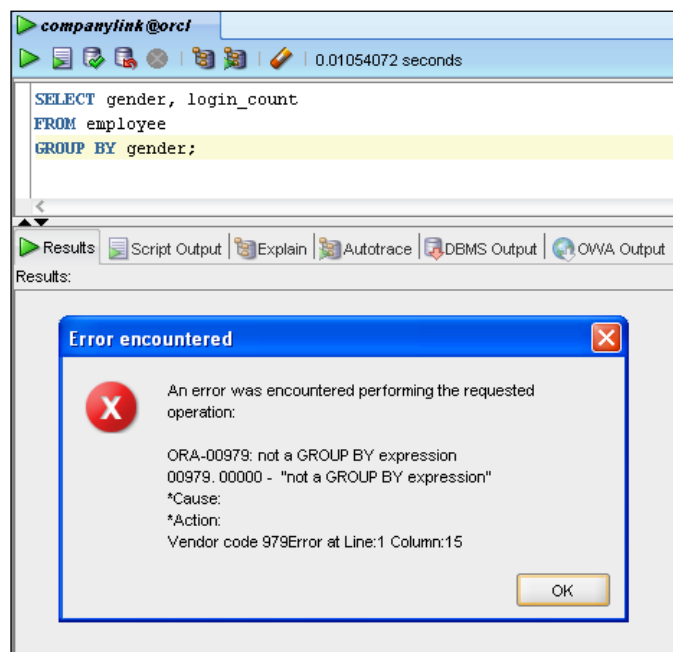 companylink@orcl
0.01054072 seconds
SELECT gender, login_count
FROM employee
GROUP BY gender;
Results Script Output Explain Autotrace DBMS Output OWA Output
Results:
Error encountered
An error was encountered performing the requested
operation:
ORA-00979: not a GROUP BY expression
00979. 00000 - "not a GROUP BY expression"
*Cause:
*Action:
Vendor code 979Error at Line:1 Column:15
OK